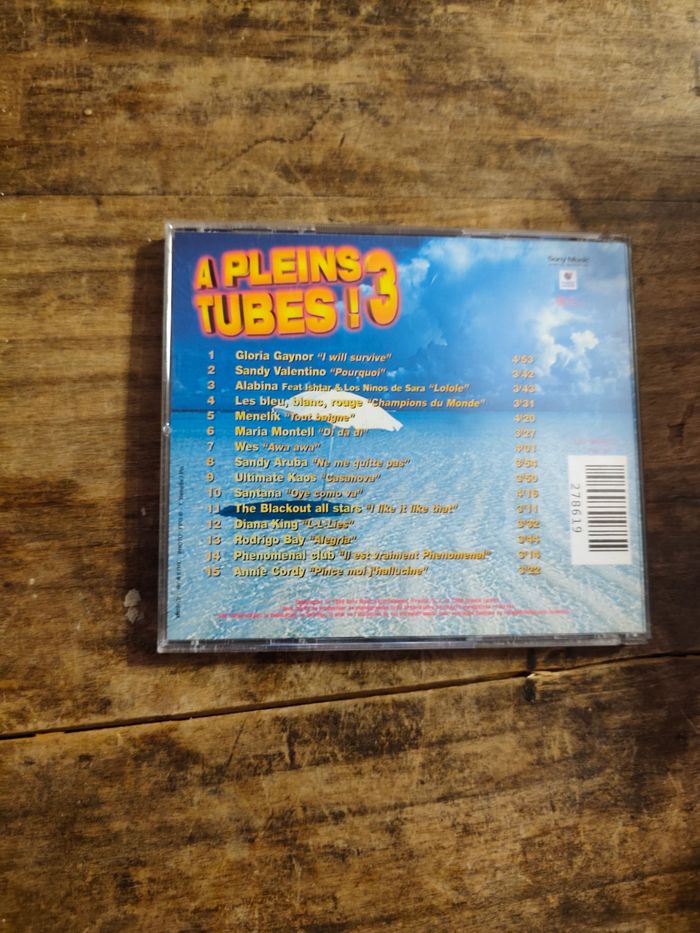 A PLEINS
TUBES ! 3
Sony Music
1 Gloria Gaynor "I will survive" 4'53
2 Sandy Valentino "Pourquoi" 3'42
3 Alabina Feat Ishtar & Los Ninos de Sara "Lolole" 3'43
4 Les bleu, blanc, rouge "Champions du Monde" 3'31
5 Menelik "Tout baigne" 4'20
6 Maria Montell "Di da di" 3'27
7 Wes "Awa awa" 4'01
8 Sandy Aruba "Ne me quitte pas" 3'54
9 Ultimate Kaos "Casanova" 3'50
10 Santana "Oye como va" 4'15
11 The Blackout all stars "I like it like that" 3'11
12 Diana King "L-L-Lies" 3'32
13 Rodrigo Bay "Alegria"
14 Phenomenal club "Il est vraiment Phenomenal" 3'14
15 Annie Cordy "Pince moi j'hallucine" 3'22
278619